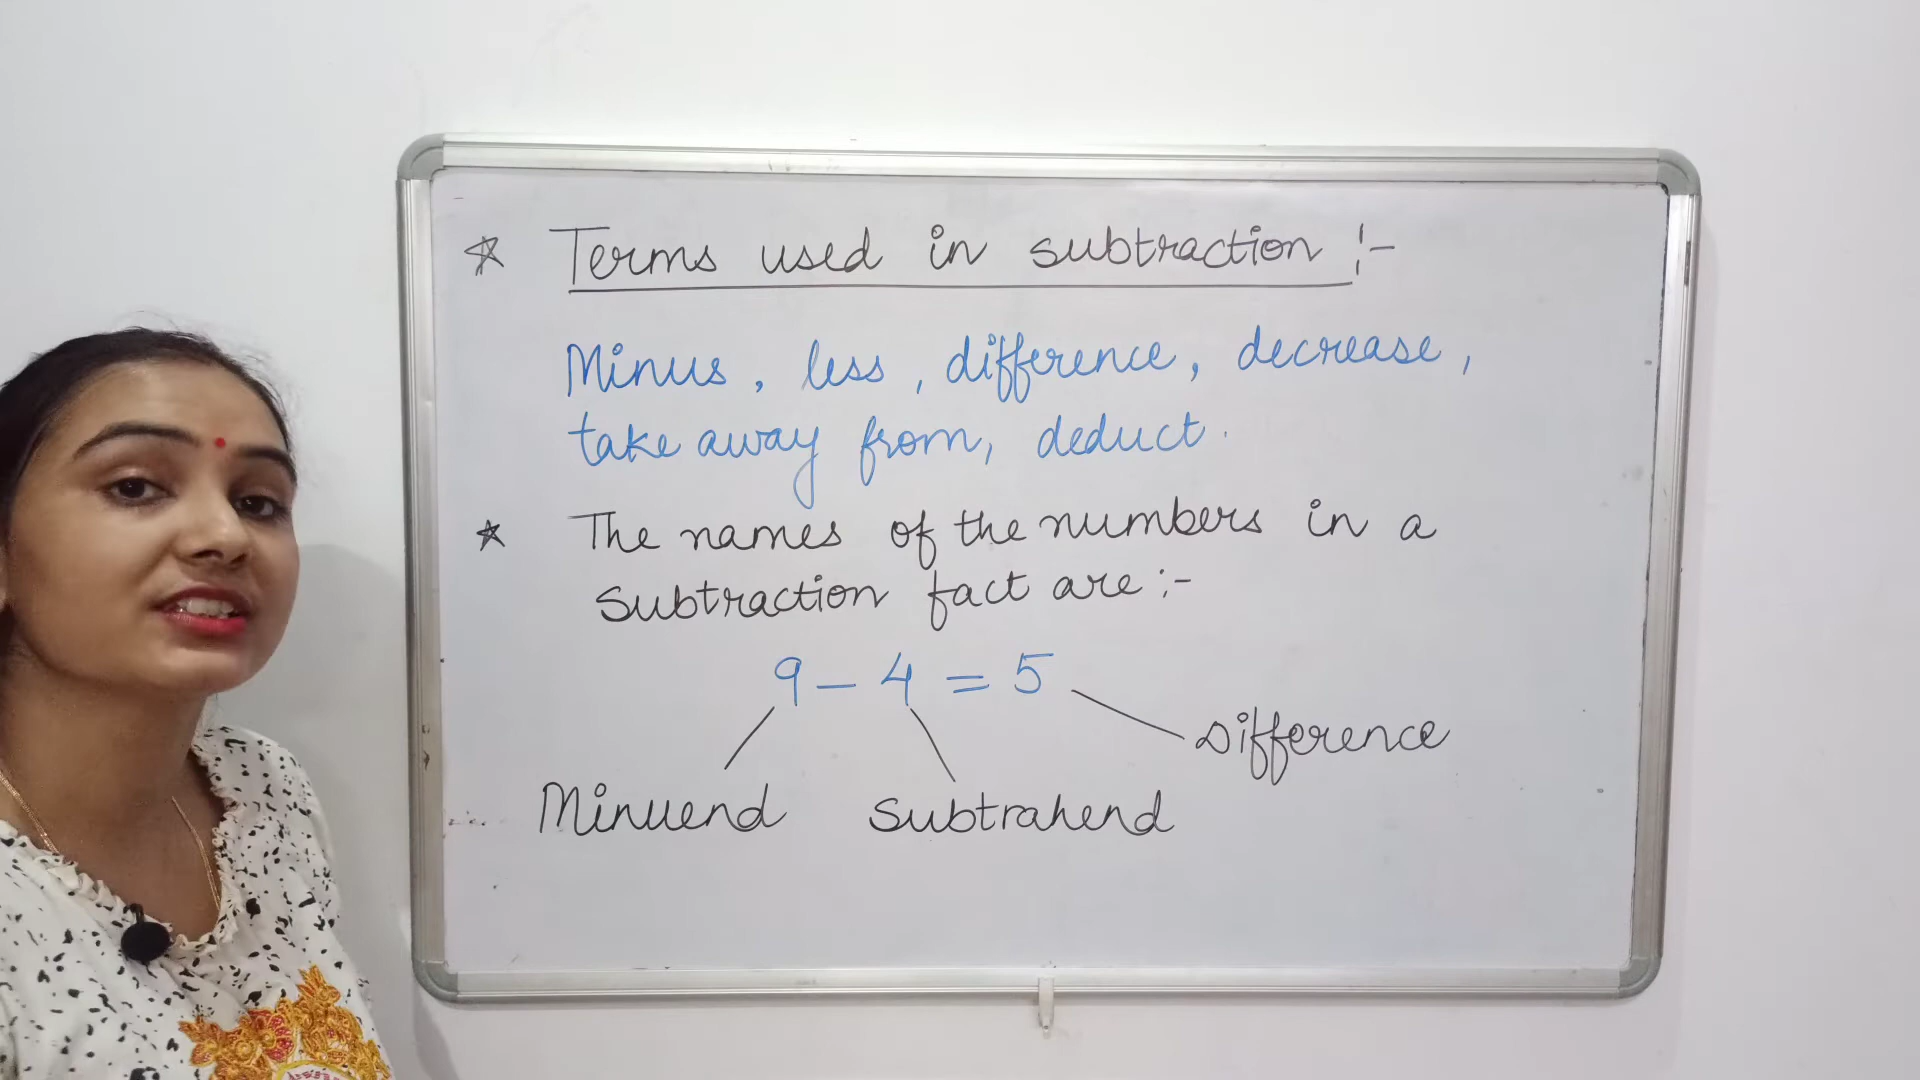 ☆ Terms used in subtraction :-
Minus, less, difference, decrease,
take away from, deduct.
☆ The names of the numbers in a
subtraction fact are :-
9 - 4 = 5
Difference
Minuend Subtrahend